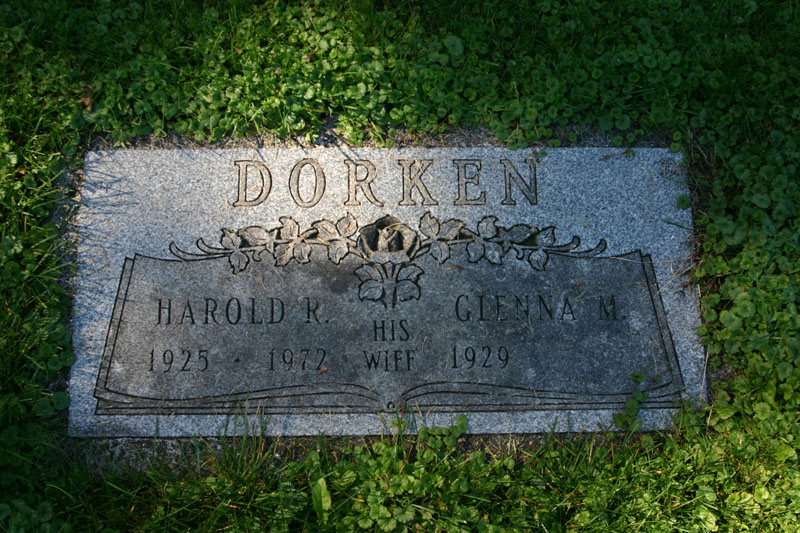 DORKEN
HAROLD R. HIS GLENNA M.
1925 · 1972 WIFE 1929